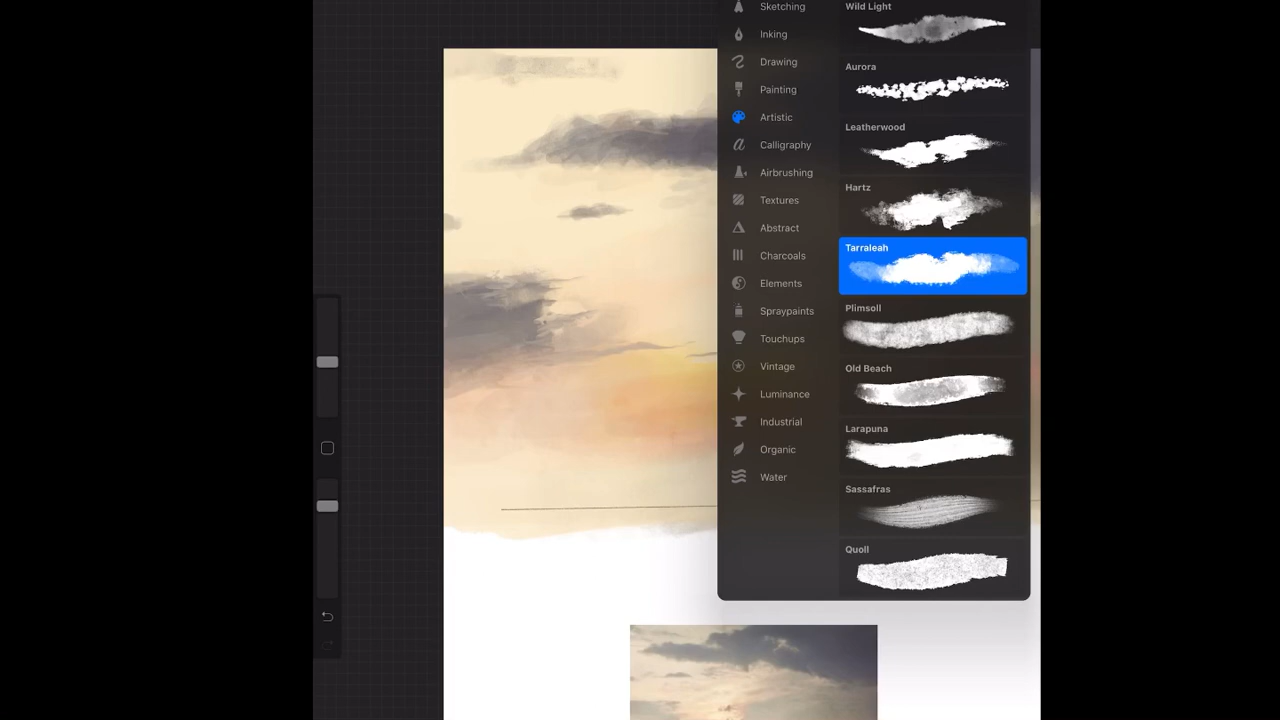 Sketching
Inking
Drawing
Painting
Artistic
Calligraphy
Airbrushing
Textures
Abstract
Charcoals
Elements
Spraypaints
Touchups
Vintage
Luminance
Industrial
Organic
Water
Wild Light
Aurora
Leatherwood
Hartz
Tarraleah
Plimsoll
Old Beach
Larapuna
Sassafras
Quoll